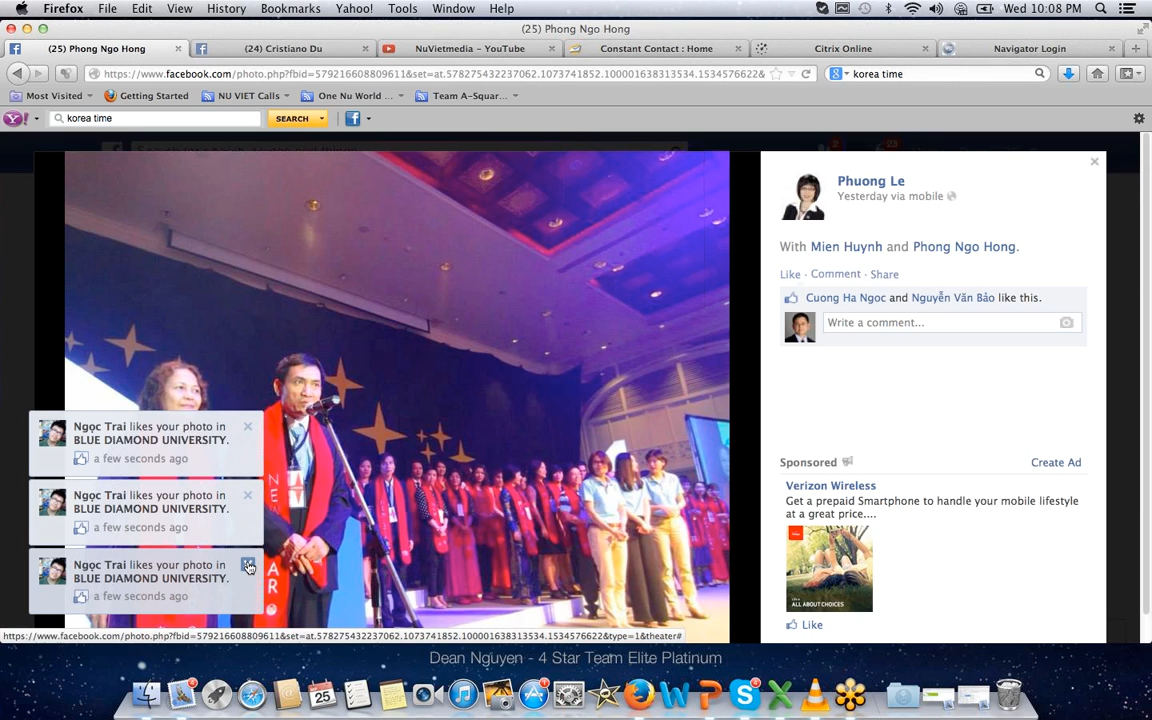 Firefox File Edit View History Bookmarks Yahoo! Tools Window Help Wed 10:08 PM
(25) Phong Ngo Hong
(25) Phong Ngo Hong (24) Cristiano Du NuVietmedia - YouTube Constant Contact : Home Citrix Online Navigator Login
https://www.facebook.com/photo.php?fbid=579216608809611&set=at.578275432237062.1073741852.100001638313534.1534576622& korea time
Most Visited Getting Started NU VIET Calls One Nu World ... Team A-Squar...
korea time SEARCH
2 23
Phuong Le
Yesterday via mobile
With Mien Huynh and Phong Ngo Hong.
Like · Comment · Share
Cuong Ha Ngoc and Nguyễn Văn Bảo like this.
Write a comment...
Ngọc Trai likes your photo in
BLUE DIAMOND UNIVERSITY.
a few seconds ago
Ngọc Trai likes your photo in
BLUE DIAMOND UNIVERSITY.
a few seconds ago
Ngọc Trai likes your photo in
BLUE DIAMOND UNIVERSITY.
a few seconds ago
Sponsored Create Ad
Verizon Wireless
Get a prepaid Smartphone to handle your mobile lifestyle
at a great price....
ALL ABOUT CHOICES
Like
https://www.facebook.com/photo.php?fbid=579216608809611&set=at.578275432237062.1073741852.100001638313534.1534576622&type=1&theater#
Dean Nguyen - 4 Star Team Elite Platinum
25